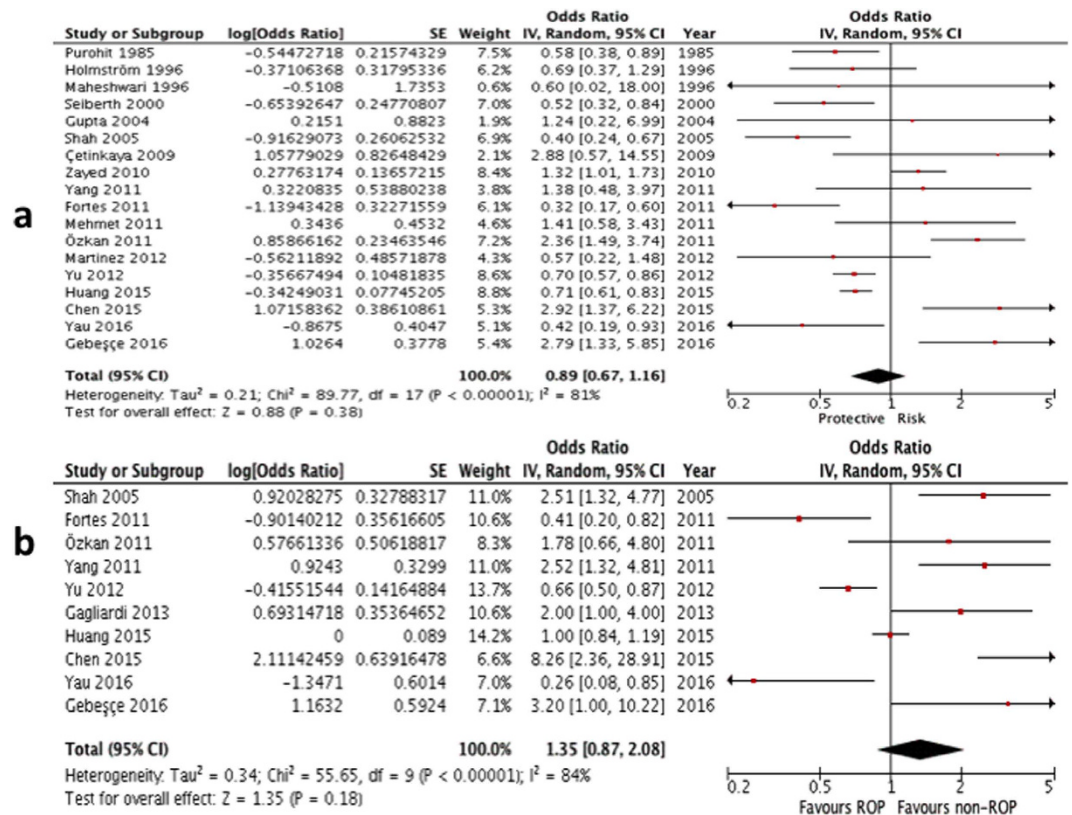 Odds Ratio Odds Ratio
Study or Subgroup log[Odds Ratio] SE Weight IV, Random, 95% CI Year IV, Random, 95% CI
Purohit 1985 −0.54472718 0.21574329 7.5% 0.58 [0.38, 0.89] 1985
Holmström 1996 −0.37106368 0.31795336 6.2% 0.69 [0.37, 1.29] 1996
Maheshwari 1996 −0.5108 1.7353 0.6% 0.60 [0.02, 18.00] 1996
Seiberth 2000 −0.65392647 0.24770807 7.0% 0.52 [0.32, 0.84] 2000
Gupta 2004 0.2151 0.8823 1.9% 1.24 [0.22, 6.99] 2004
Shah 2005 −0.91629073 0.26062532 6.9% 0.40 [0.24, 0.67] 2005
Çetinkaya 2009 1.05779029 0.82648429 2.1% 2.88 [0.57, 14.55] 2009
Zayed 2010 0.27763174 0.13657215 8.4% 1.32 [1.01, 1.73] 2010
Yang 2011 0.3220835 0.53880238 3.8% 1.38 [0.48, 3.97] 2011
Fortes 2011 −1.13943428 0.32271559 6.1% 0.32 [0.17, 0.60] 2011
a
Mehmet 2011 0.3436 0.4532 4.6% 1.41 [0.58, 3.43] 2011
Özkan 2011 0.85866162 0.23463546 7.2% 2.36 [1.49, 3.74] 2011
Martinez 2012 −0.56211892 0.48571878 4.3% 0.57 [0.22, 1.48] 2012
Yu 2012 −0.35667494 0.10481835 8.6% 0.70 [0.57, 0.86] 2012
Huang 2015 −0.34249031 0.07745205 8.8% 0.71 [0.61, 0.83] 2015
Chen 2015 1.07158362 0.38610861 5.3% 2.92 [1.37, 6.22] 2015
Yau 2016 −0.8675 0.4047 5.1% 0.42 [0.19, 0.93] 2016
Gebeşçe 2016 1.0264 0.3778 5.4% 2.79 [1.33, 5.85] 2016
Total (95% CI) 100.0% 0.89 [0.67, 1.16]
Heterogeneity: Tau² = 0.21; Chi² = 89.77, df = 17 (P < 0.00001); I² = 81%
Test for overall effect: Z = 0.88 (P = 0.38)
0.2 0.5 1 2 5
Protective Risk
Odds Ratio Odds Ratio
Study or Subgroup log[Odds Ratio] SE Weight IV, Random, 95% CI Year IV, Random, 95% CI
Shah 2005 0.92028275 0.32788317 11.0% 2.51 [1.32, 4.77] 2005
Fortes 2011 −0.90140212 0.35616605 10.6% 0.41 [0.20, 0.82] 2011
b
Özkan 2011 0.57661336 0.50618817 8.3% 1.78 [0.66, 4.80] 2011
Yang 2011 0.9243 0.3299 11.0% 2.52 [1.32, 4.81] 2011
Yu 2012 −0.41551544 0.14164884 13.7% 0.66 [0.50, 0.87] 2012
Gagliardi 2013 0.69314718 0.35364652 10.6% 2.00 [1.00, 4.00] 2013
Huang 2015 0 0.089 14.2% 1.00 [0.84, 1.19] 2015
Chen 2015 2.11142459 0.63916478 6.6% 8.26 [2.36, 28.91] 2015
Yau 2016 −1.3471 0.6014 7.0% 0.26 [0.08, 0.85] 2016
Gebeşçe 2016 1.1632 0.5924 7.1% 3.20 [1.00, 10.22] 2016
Total (95% CI) 100.0% 1.35 [0.87, 2.08]
Heterogeneity: Tau² = 0.34; Chi² = 55.65, df = 9 (P < 0.00001); I² = 84%
Test for overall effect: Z = 1.35 (P = 0.18)
0.2 0.5 1 2 5
Favours ROP Favours non-ROP